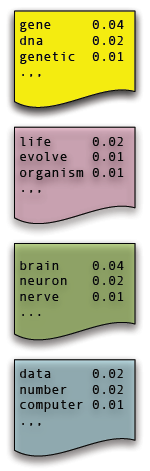 gene 0.04
dna 0.02
genetic 0.01
.,,
life 0.02
evolve 0.01
organism 0.01
.,,
brain 0.04
neuron 0.02
nerve 0.01
...
data 0.02
number 0.02
computer 0.01
.,,